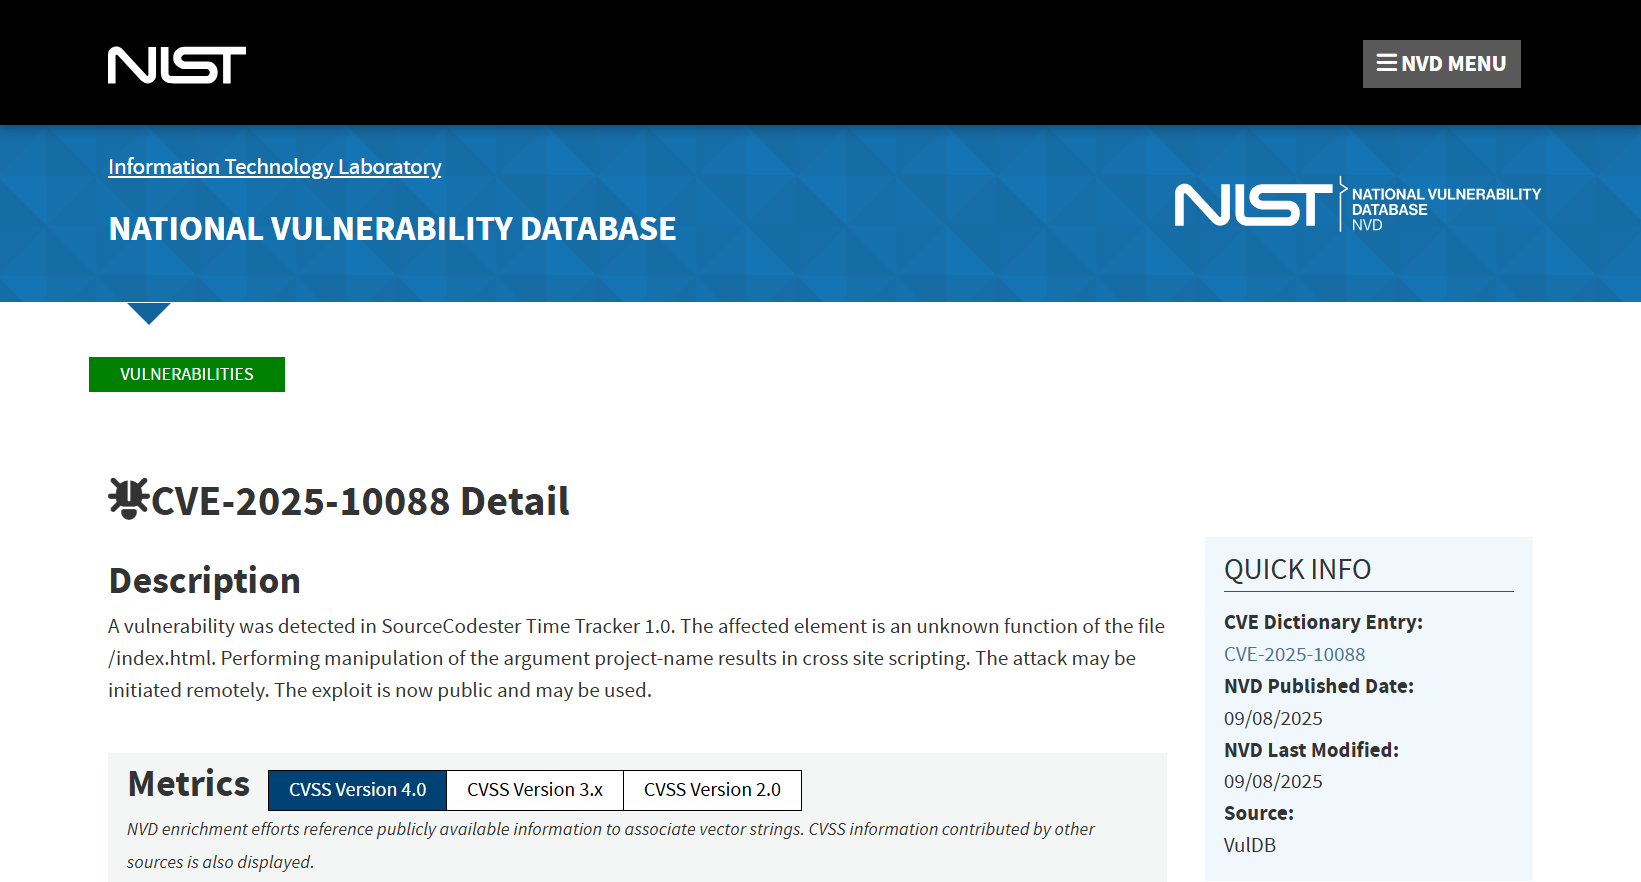 NIST
NVD MENU
Information Technology Laboratory
NATIONAL VULNERABILITY DATABASE
NIST
NATIONAL VULNERABILITY
DATABASE
NVD
VULNERABILITIES
CVE-2025-10088 Detail
Description
A vulnerability was detected in SourceCodester Time Tracker 1.0. The affected element is an unknown function of the file
/index.html. Performing manipulation of the argument project-name results in cross site scripting. The attack may be
initiated remotely. The exploit is now public and may be used.
Metrics
CVSS Version 4.0
CVSS Version 3.x
CVSS Version 2.0
NVD enrichment efforts reference publicly available information to associate vector strings. CVSS information contributed by other
sources is also displayed.
QUICK INFO
CVE Dictionary Entry:
CVE-2025-10088
NVD Published Date:
09/08/2025
NVD Last Modified:
09/08/2025
Source:
VulDB